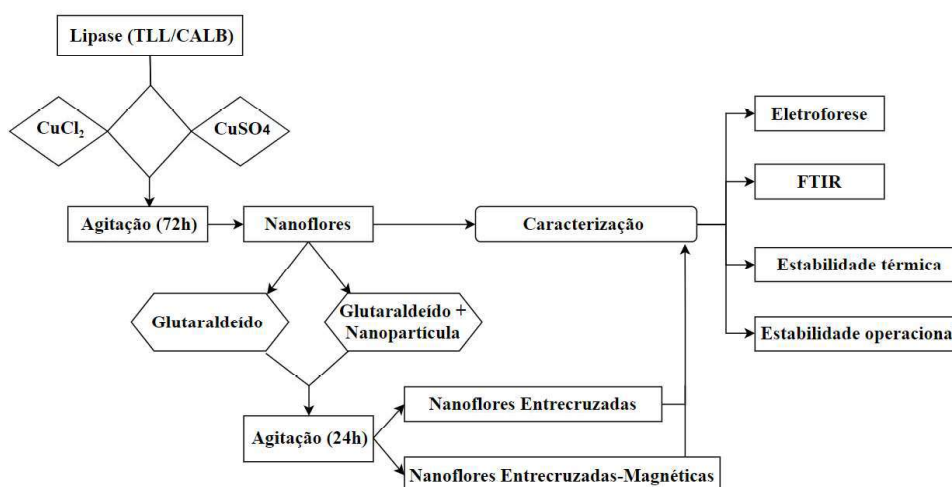 Lipase (TLL/CALB)
CuCl₂
CuSO4
Eletroforese
FTIR
Agitação (72h)
Nanoflores
Caracterização
Estabilidade térmica
Glutaraldeído
Glutaraldeído +
Nanopartícula
Estabilidade operaciona
Nanoflores Entrecruzadas
Agitação (24h)
Nanoflores Entrecruzadas-Magnéticas